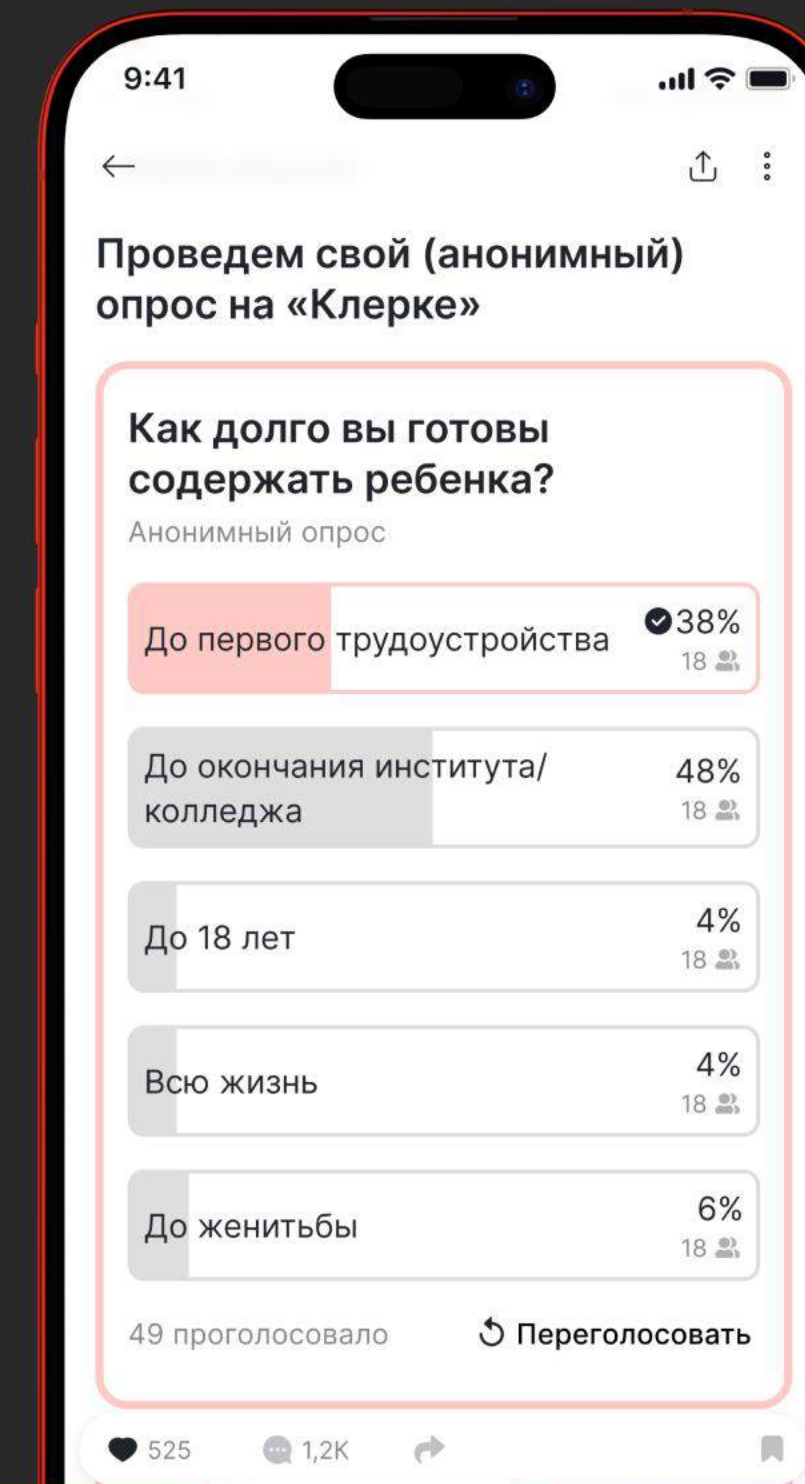 9:41
Проведем свой (анонимный)
опрос на «Клерке»
Как долго вы готовы
содержать ребенка?
Анонимный опрос
До первого трудоустройства
38%
18
До окончания института/
колледжа
48%
18
До 18 лет
4%
18
Всю жизнь
4%
18
До женитьбы
6%
18
49 проголосовало
Переголосовать
525
1,2K